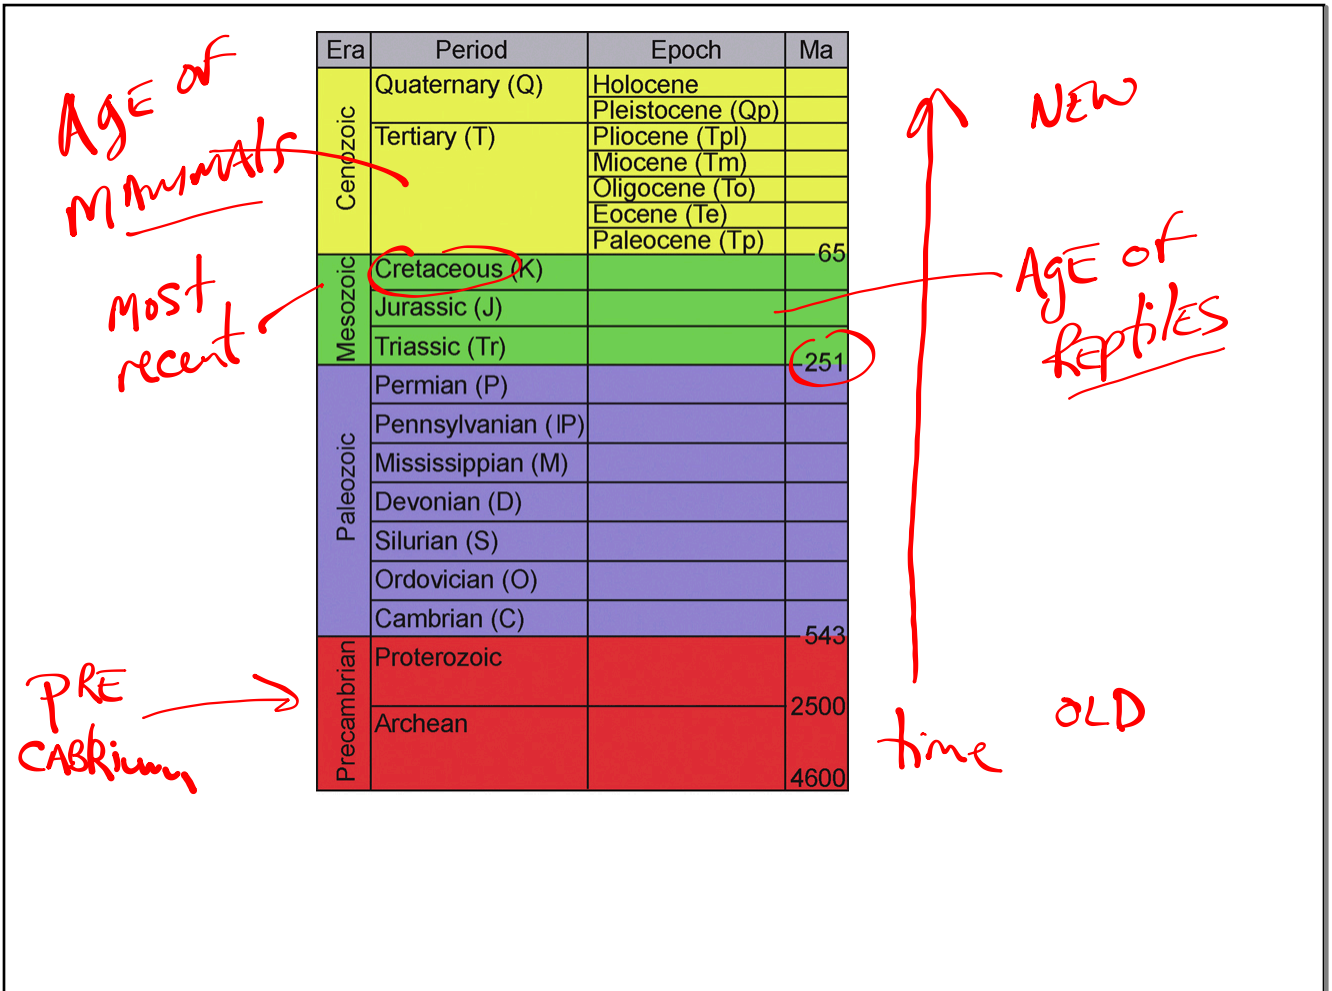 Era Period Epoch Ma
Cenozoic
Quaternary (Q) Holocene
Pleistocene (Qp)
Tertiary (T) Pliocene (Tpl)
Miocene (Tm)
Oligocene (To)
Eocene (Te)
Paleocene (Tp)
65
Mesozoic
Cretaceous (K)
Jurassic (J)
Triassic (Tr)
251
Paleozoic
Permian (P)
Pennsylvanian (IP)
Mississippian (M)
Devonian (D)
Silurian (S)
Ordovician (O)
Cambrian (C)
543
Precambrian
Proterozoic
2500
Archean
4600
AgE of
MAmmAls
most
recent
PRE
NEW
AgE of
REptilES
OLD
time